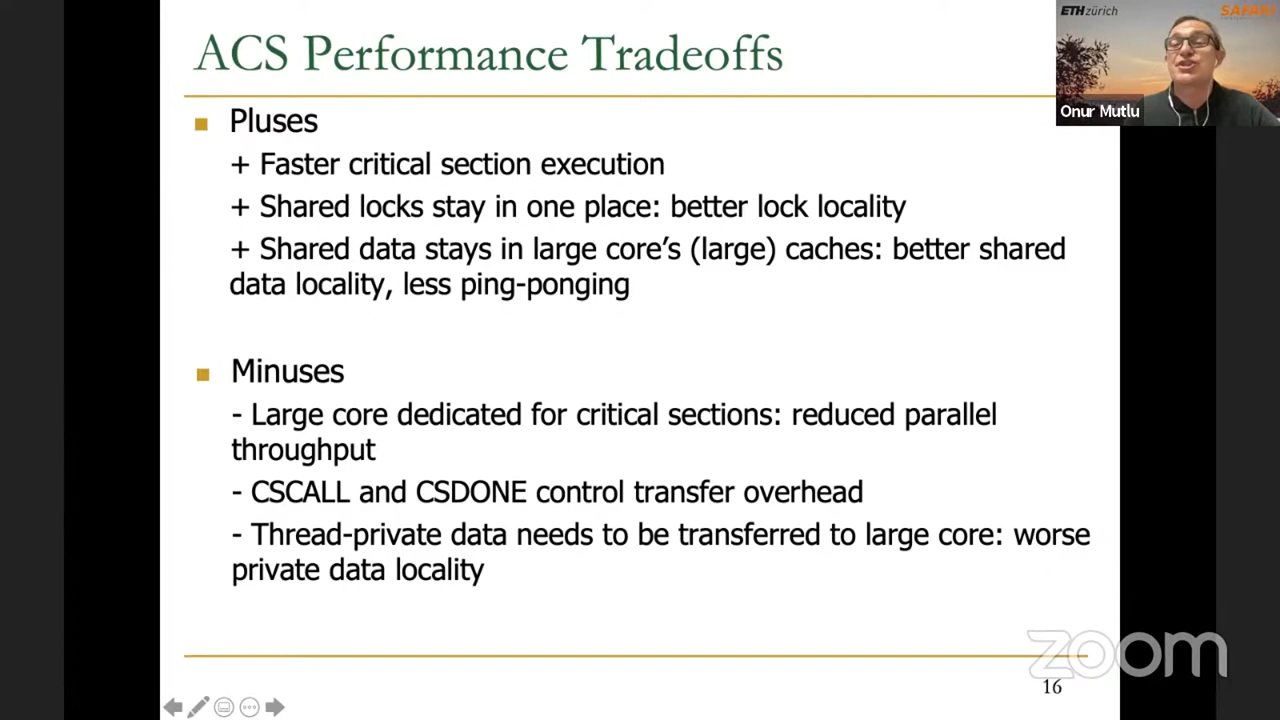 ACS Performance Tradeoffs
ETH zürich
SAFARI
Onur Mutlu
Pluses
+ Faster critical section execution
+ Shared locks stay in one place: better lock locality
+ Shared data stays in large core’s (large) caches: better shared
data locality, less ping-ponging
Minuses
- Large core dedicated for critical sections: reduced parallel
throughput
- CSCALL and CSDONE control transfer overhead
- Thread-private data needs to be transferred to large core: worse
private data locality
zoom
16